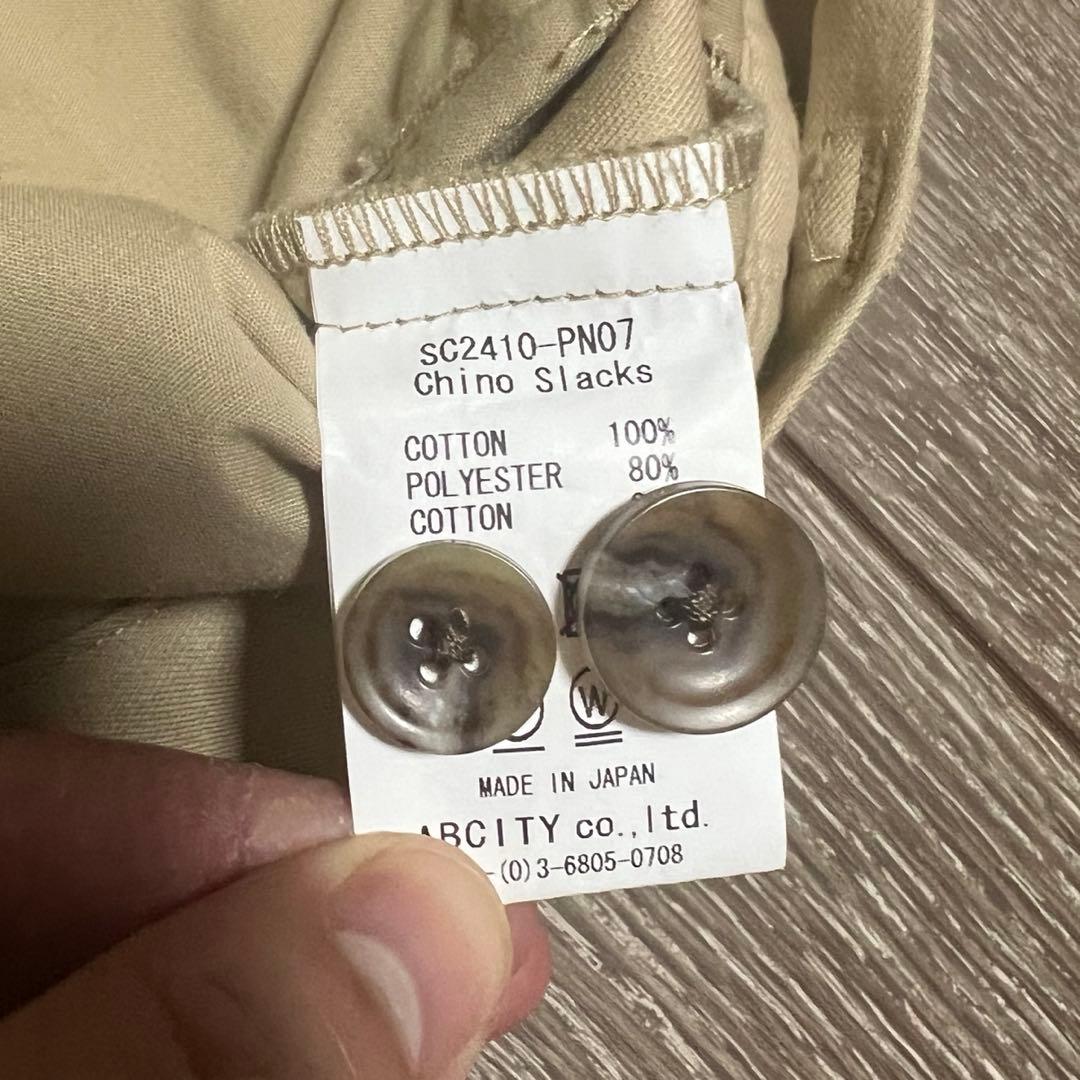 SC2410-PN07
Chino Slacks
COTTON 100%
POLYESTER 80%
COTTON
W
MADE IN JAPAN
ABCITY co.,ltd.
-(0)3-6805-0708